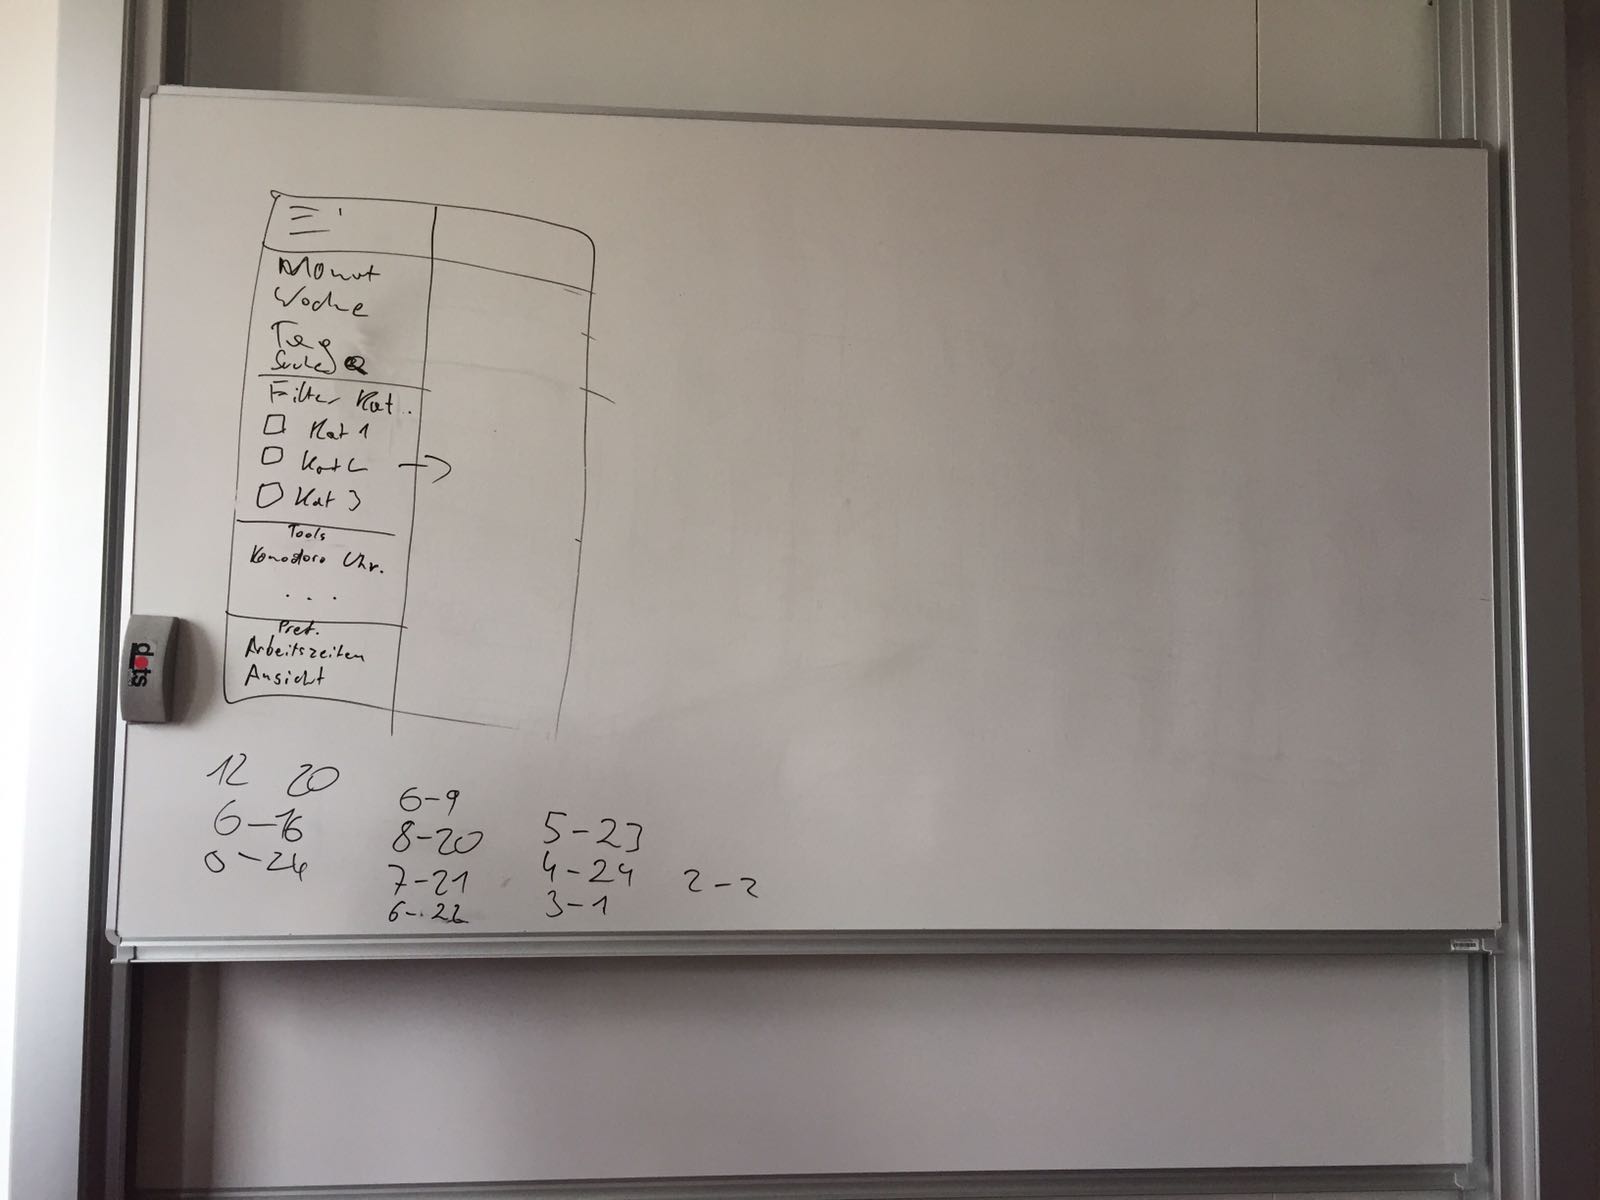 Monat
Woche
Tag
Suche
Filter Kat..
Kat 1
Kat 2
Kat 3
Tools
Komodoro Uhr.
...
Pref.
Arbeitszeiten
Ansicht
dots
12 20
6-16
0-24
6-9
8-20
7-21
6-22
5-23
4-24
3-1
2-2